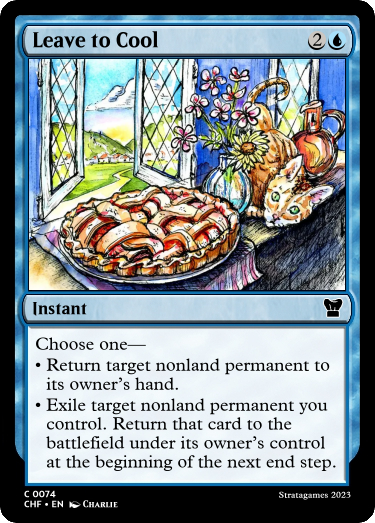 Leave to Cool 2
Instant
Choose one—
• Return target nonland permanent to
its owner's hand.
• Exile target nonland permanent you
control. Return that card to the
battlefield under its owner's control
at the beginning of the next end step.
C 0074 Stratagames 2023
CHF • EN Charlie